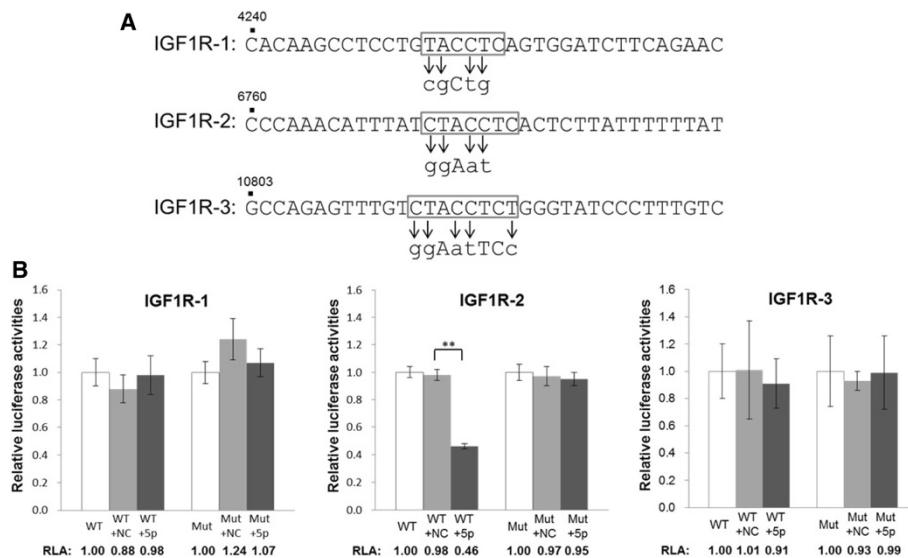 A
4240
IGF1R-1: CACAAGCCTCCTGTACCTCAGTGGATCTTCAGAAC
cgCtg
6760
IGF1R-2: CCCAAACATTTATCTACCTCACTCTTATTTTTTAT
ggAat
10803
IGF1R-3: GCCAGAGTTTGTCTACCTCTGGGTATCCCTTTGTC
ggAatTCc
B
IGF1R-1
Relative luciferase activities
1.6
1.4
1.2
1.0
0.8
0.6
0.4
0.2
0.0
WT WT+NC WT+5p Mut Mut+NC Mut+5p
RLA: 1.00 0.88 0.98 1.00 1.24 1.07
IGF1R-2
Relative luciferase activities
1.6
1.4
1.2
1.0
0.8
0.6
0.4
0.2
0.0
**
WT WT+NC WT+5p Mut Mut+NC Mut+5p
RLA: 1.00 0.98 0.46 1.00 0.97 0.95
IGF1R-3
Relative luciferase activities
1.6
1.4
1.2
1.0
0.8
0.6
0.4
0.2
0.0
WT WT+NC WT+5p Mut Mut+NC Mut+5p
RLA: 1.00 1.01 0.91 1.00 0.93 0.99